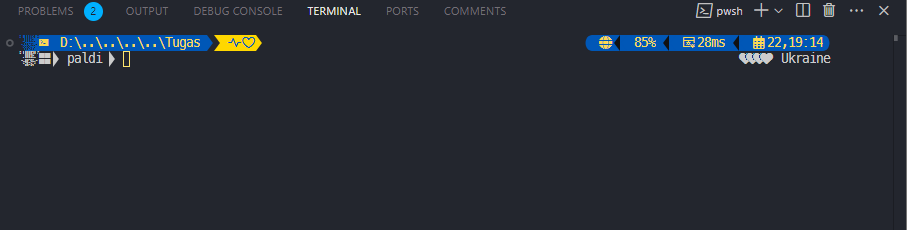 PROBLEMS 2 OUTPUT DEBUG CONSOLE TERMINAL PORTS COMMENTS pwsh
D:\..\..\..\..\Tugas 85% 28ms 22,19:14
paldi Ukraine